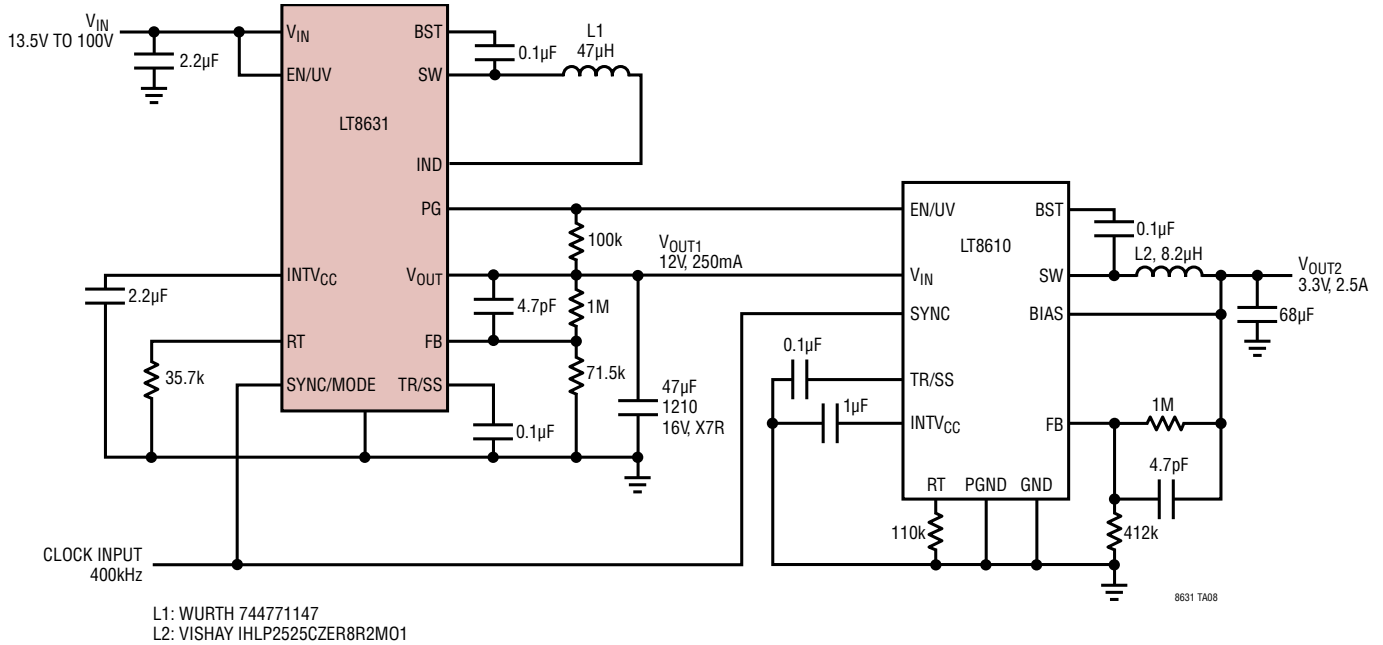 VIN
13.5V TO 100V
2.2µF
VIN
EN/UV
LT8631
BST
SW
IND
PG
VOUT
FB
TR/SS
INTVCC
RT
SYNC/MODE
0.1µF
L1
47µH
2.2µF
35.7k
100k
4.7pF
1M
71.5k
0.1µF
VOUT1
12V, 250mA
47µF
1210
16V, X7R
CLOCK INPUT
400kHz
EN/UV
LT8610
VIN
SYNC
TR/SS
INTVCC
RT
PGND
GND
BST
SW
BIAS
FB
0.1µF
1µF
110k
0.1µF
L2, 8.2µH
VOUT2
3.3V, 2.5A
68µF
1M
4.7pF
412k
8631 TA08
L1: WURTH 744771147
L2: VISHAY IHLP2525CZER8R2MO1